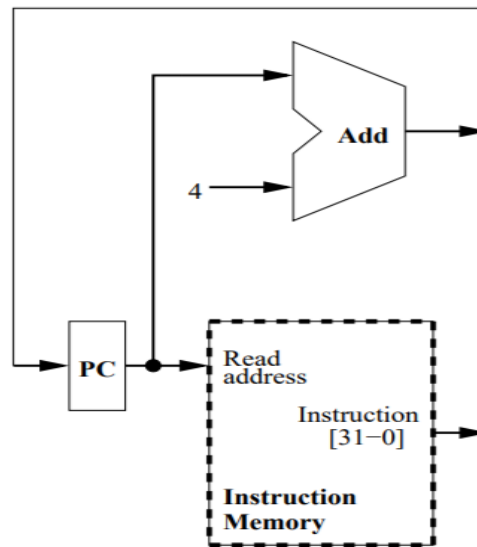 Add
4
PC
Read
address
Instruction
[31−0]
Instruction
Memory